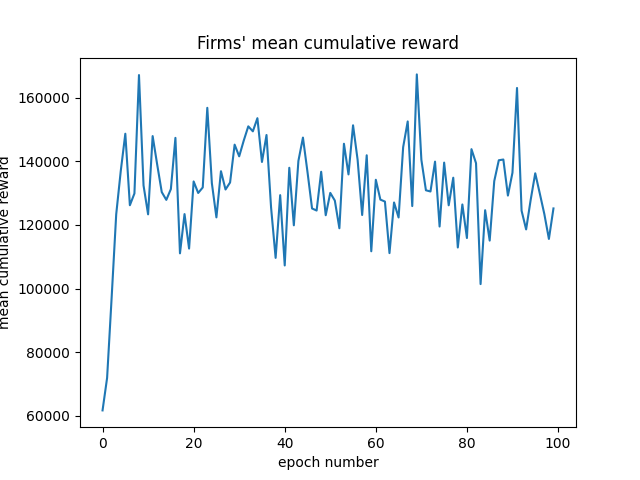 Firms' mean cumulative reward
mean cumulative reward
160000
140000
120000
100000
80000
60000
0 20 40 60 80 100
epoch number